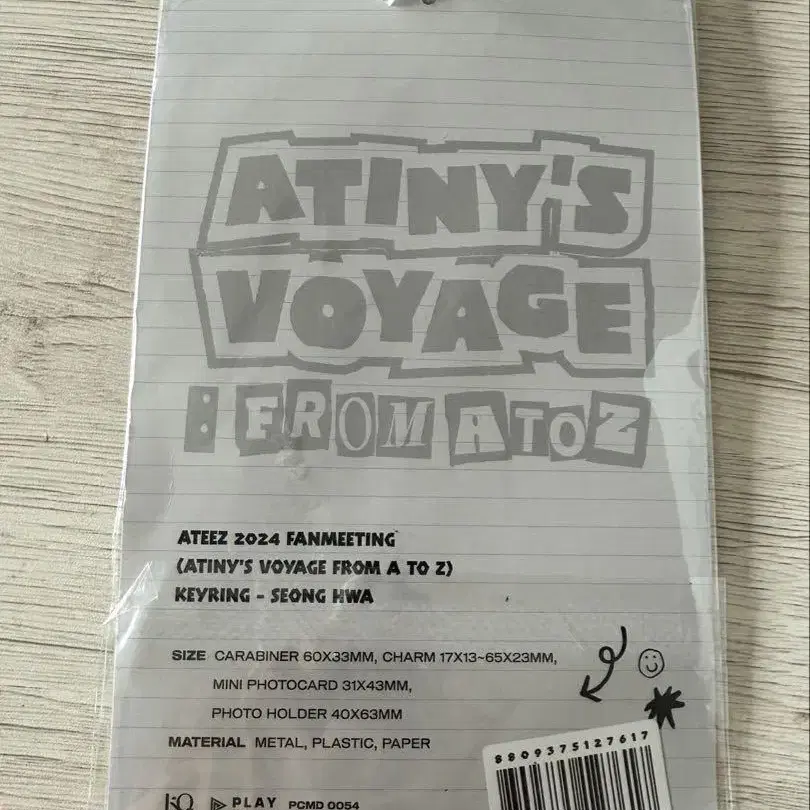 ATINY'S
VOYAGE
: FROM A TO Z
ATEEZ 2024 FANMEETING
(ATINY'S VOYAGE FROM A TO Z)
KEYRING - SEONG HWA
SIZE CARABINER 60X33MM, CHARM 17X13~65X23MM,
MINI PHOTOCARD 31X43MM,
PHOTO HOLDER 40X63MM
MATERIAL METAL, PLASTIC, PAPER
8809375127617
KQ PLAY PCMD 0054